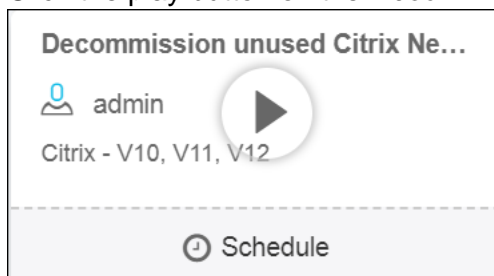 Decommission unused Citrix Ne...
admin
Citrix - V10, V11, V12
Schedule